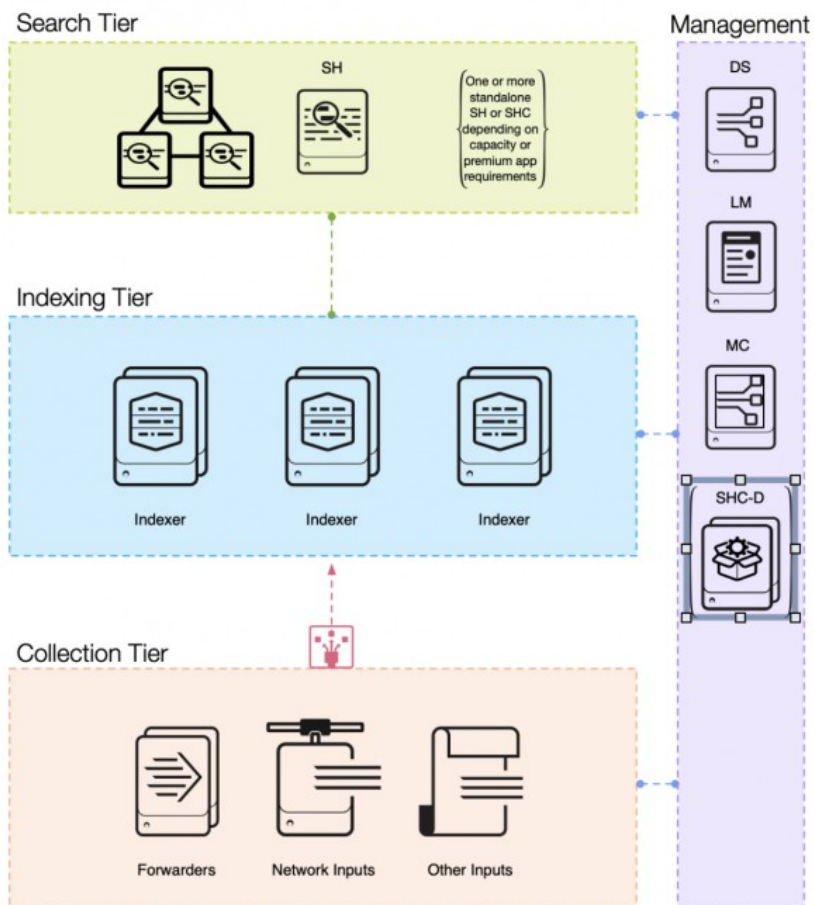 Search Tier
Management
SH
One or more
standalone
SH or SHC
depending on
capacity or
premium app
requirements
DS
LM
Indexing Tier
MC
Indexer
Indexer
Indexer
SHC-D
Collection Tier
Forwarders
Network Inputs
Other Inputs